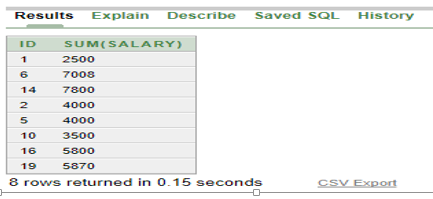 Results Explain Describe Saved SQL History
ID SUM(SALARY)
1 2500
6 7008
14 7800
2 4000
5 4000
10 3500
16 5800
19 5870
8 rows returned in 0.15 seconds CSV Export